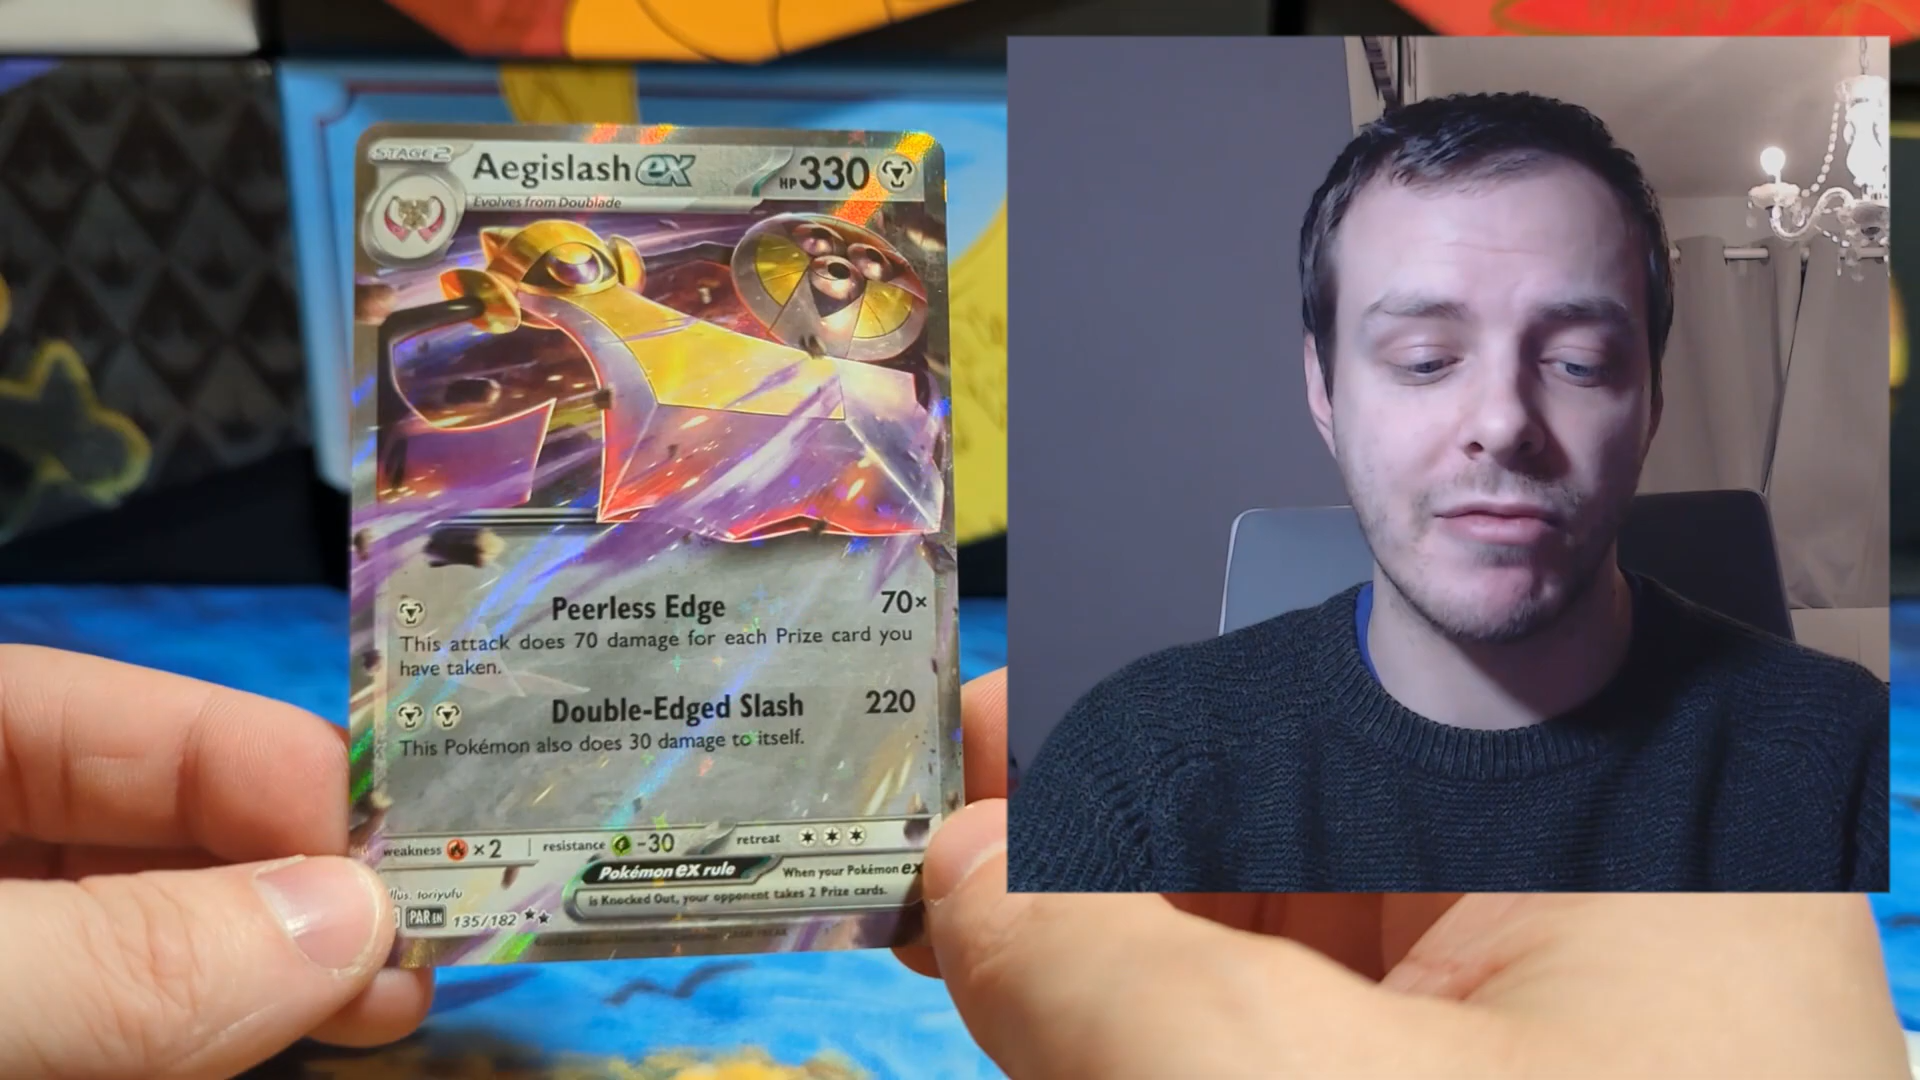 STAGE2
Aegislash ex
HP 330
Evolves from Doublade
Peerless Edge 70×
This attack does 70 damage for each Prize card you
have taken.
Double-Edged Slash 220
This Pokémon also does 30 damage to itself.
weakness ×2 resistance -30 retreat
Pokémon ex rule When your Pokémon ex
is Knocked Out, your opponent takes 2 Prize cards.
Illus. toriyufu
PAR EN 135/182